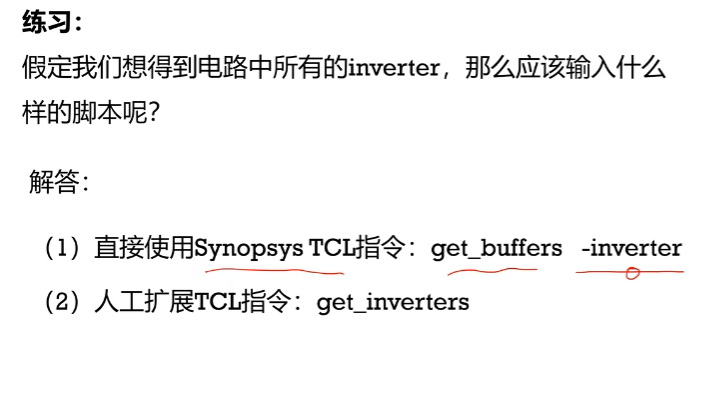 练习：
假定我们想得到电路中所有的inverter，那么应该输入什么
样的脚本呢？
解答：
（1）直接使用Synopsys TCL指令：get_buffers -inverter
（2）人工扩展TCL指令：get_inverters